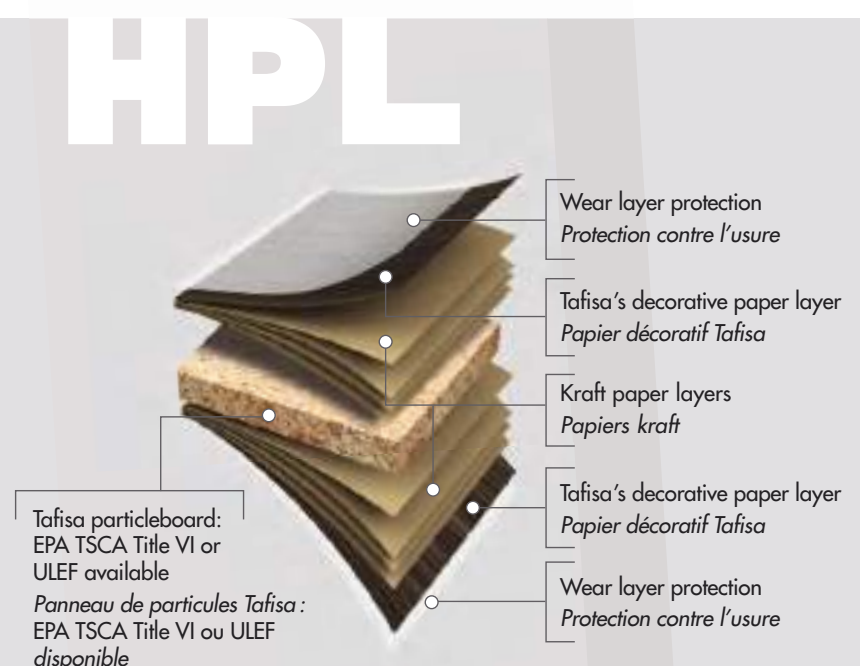 HPL
Wear layer protection
Protection contre l'usure
Tafisa's decorative paper layer
Papier décoratif Tafisa
Kraft paper layers
Papiers kraft
Tafisa's decorative paper layer
Papier décoratif Tafisa
Wear layer protection
Protection contre l'usure
Tafisa particleboard:
EPA TSCA Title VI or
ULEF available
Panneau de particules Tafisa :
EPA TSCA Title VI ou ULEF
disponible